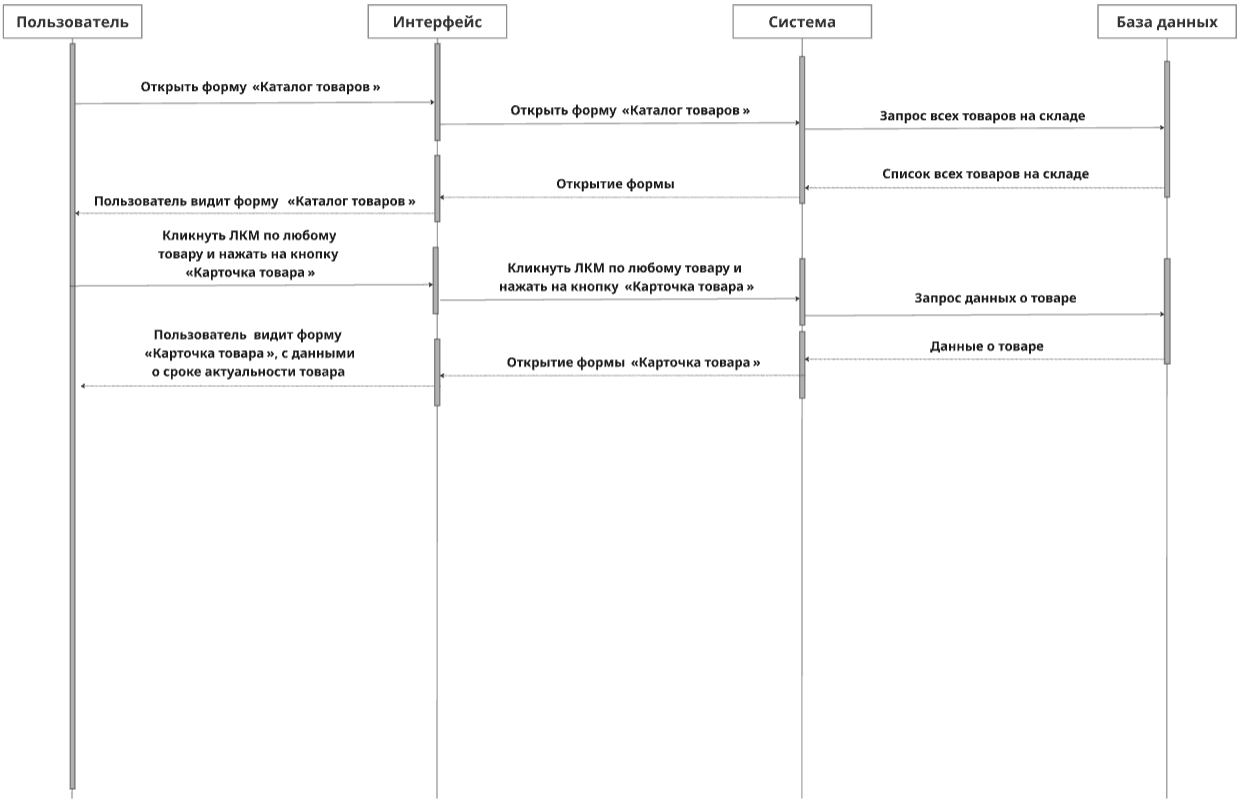 Пользователь
Интерфейс
Система
База данных
Открыть форму «Каталог товаров»
Открыть форму «Каталог товаров»
Запрос всех товаров на складе
Список всех товаров на складе
Открытие формы
Пользователь видит форму «Каталог товаров»
Кликнуть ЛКМ по любому
товару и нажать на кнопку
«Карточка товара»
Кликнуть ЛКМ по любому товару и
нажать на кнопку «Карточка товара»
Запрос данных о товаре
Данные о товаре
Открытие формы «Карточка товара»
Пользователь видит форму
«Карточка товара», с данными
о сроке актуальности товара